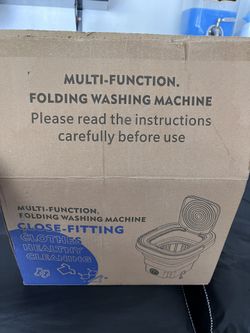 MULTI-FUNCTION.
FOLDING WASHING MACHINE
Please read the instructions
carefully before use
MULTI-FUNCTION.
FOLDING WASHING MACHINE
CLOSE-FITTING
CLOTHES
HEALTHY
CLEANING